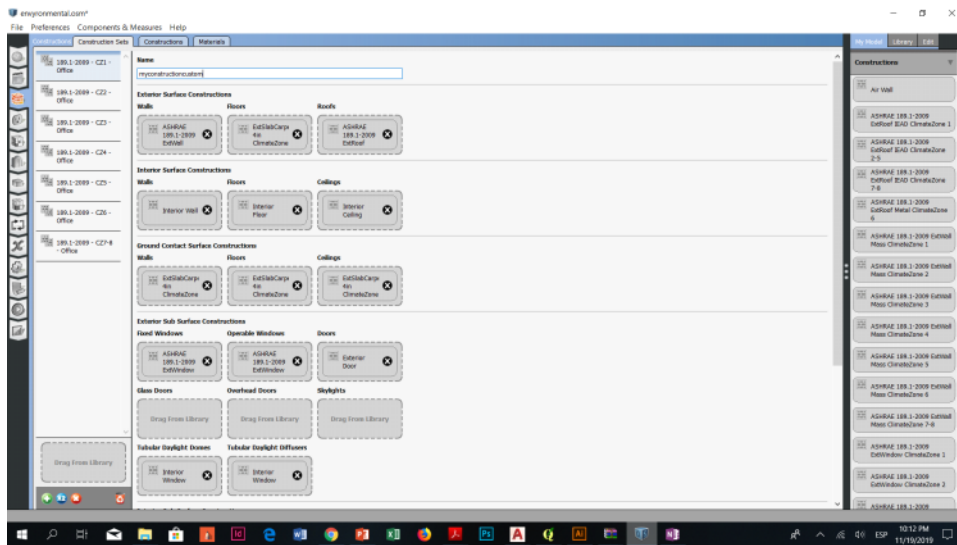 envyronmental.osm*
File Preferences Components & Measures Help
Constructions Construction Sets Constructions Materials
My Model Library Edit
189.1-2009 - CZ1 -
Office
189.1-2009 - CZ2 -
Office
189.1-2009 - CZ3 -
Office
189.1-2009 - CZ4 -
Office
189.1-2009 - CZ5 -
Office
189.1-2009 - CZ6 -
Office
189.1-2009 - CZ7-8
- Office
Drag From Library
Name
myconstructioncustom
Exterior Surface Constructions
Walls Floors Roofs
ASHRAE
189.1-2009
ExtWall
ExtSlabCarpe
4in
ClimateZone
ASHRAE
189.1-2009
ExtRoof
Interior Surface Constructions
Walls Floors Ceilings
Interior Wall
Interior
Floor
Interior
Ceiling
Ground Contact Surface Constructions
Walls Floors Ceilings
ExtSlabCarpe
4in
ClimateZone
ExtSlabCarpe
4in
ClimateZone
ExtSlabCarpe
4in
ClimateZone
Exterior Sub Surface Constructions
Fixed Windows Operable Windows Doors
ASHRAE
189.1-2009
ExtWindow
ASHRAE
189.1-2009
ExtWindow
Exterior
Door
Glass Doors Overhead Doors Skylights
Drag From Library Drag From Library Drag From Library
Tubular Daylight Domes Tubular Daylight Diffusers
Interior
Window
Interior
Window
Constructions
Air Wall
ASHRAE 189.1-2009
ExtRoof IEAD ClimateZone 1
ASHRAE 189.1-2009
ExtRoof IEAD ClimateZone
2-5
ASHRAE 189.1-2009
ExtRoof IEAD ClimateZone
7-8
ASHRAE 189.1-2009
ExtRoof Metal ClimateZone
6
ASHRAE 189.1-2009 ExtWall
Mass ClimateZone 1
ASHRAE 189.1-2009 ExtWall
Mass ClimateZone 2
ASHRAE 189.1-2009 ExtWall
Mass ClimateZone 3
ASHRAE 189.1-2009 ExtWall
Mass ClimateZone 4
ASHRAE 189.1-2009 ExtWall
Mass ClimateZone 5
ASHRAE 189.1-2009 ExtWall
Mass ClimateZone 6
ASHRAE 189.1-2009 ExtWall
Mass ClimateZone 7-8
ASHRAE 189.1-2009
ExtWindow ClimateZone 1
ASHRAE 189.1-2009
ExtWindow ClimateZone 2
ASHRAE 189.1-2009
ESP
10:12 PM
11/19/2019